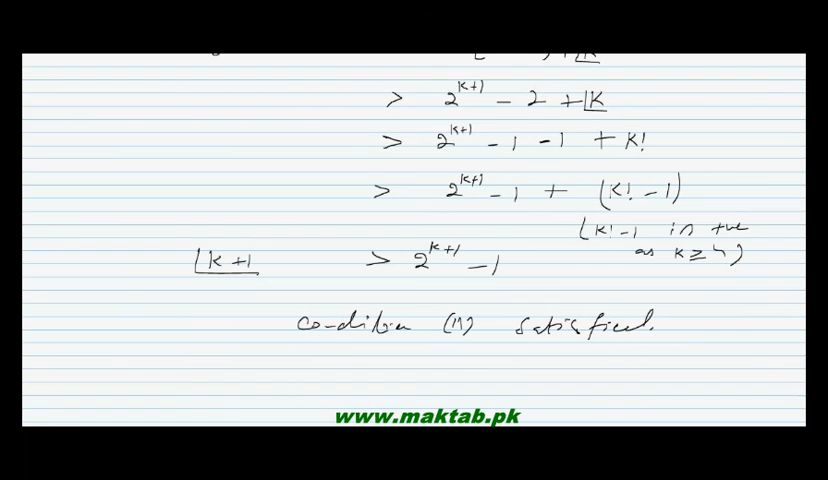 > 2^{k+1} - 2 + ⌊k
> 2^{k+1} - 1 - 1 + k!
> 2^{k+1} - 1 + (k! - 1)
(k! - 1 is +ve
as k ≥ 4)
⌊k+1 > 2^{k+1} - 1
condition (II) satisfied.
www.maktab.pk